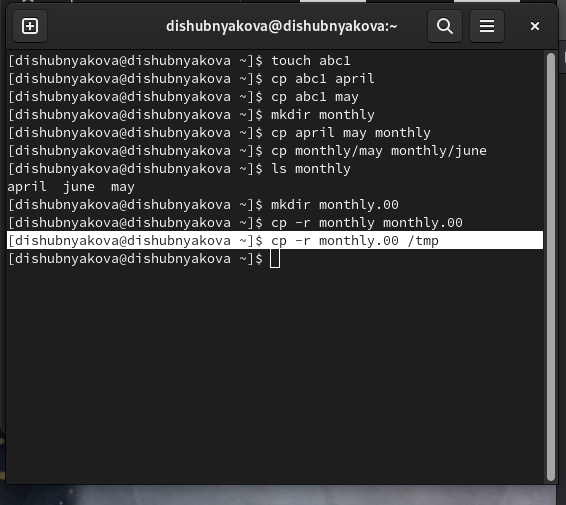 dishubnyakova@dishubnyakova:~
[dishubnyakova@dishubnyakova ~]$ touch abc1
[dishubnyakova@dishubnyakova ~]$ cp abc1 april
[dishubnyakova@dishubnyakova ~]$ cp abc1 may
[dishubnyakova@dishubnyakova ~]$ mkdir monthly
[dishubnyakova@dishubnyakova ~]$ cp april may monthly
[dishubnyakova@dishubnyakova ~]$ cp monthly/may monthly/june
[dishubnyakova@dishubnyakova ~]$ ls monthly
april  june  may
[dishubnyakova@dishubnyakova ~]$ mkdir monthly.00
[dishubnyakova@dishubnyakova ~]$ cp -r monthly monthly.00
[dishubnyakova@dishubnyakova ~]$ cp -r monthly.00 /tmp
[dishubnyakova@dishubnyakova ~]$